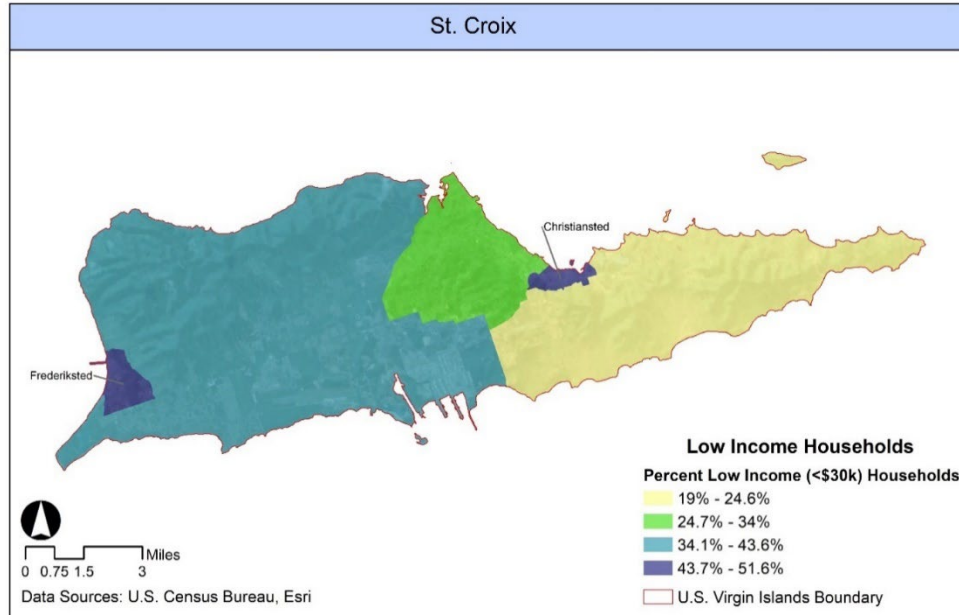 St. Croix
Christiansted
Frederiksted
Low Income Households
Percent Low Income (<$30k) Households
19% - 24.6%
24.7% - 34%
34.1% - 43.6%
43.7% - 51.6%
U.S. Virgin Islands Boundary
Miles
0 0.75 1.5 3
Data Sources: U.S. Census Bureau, Esri